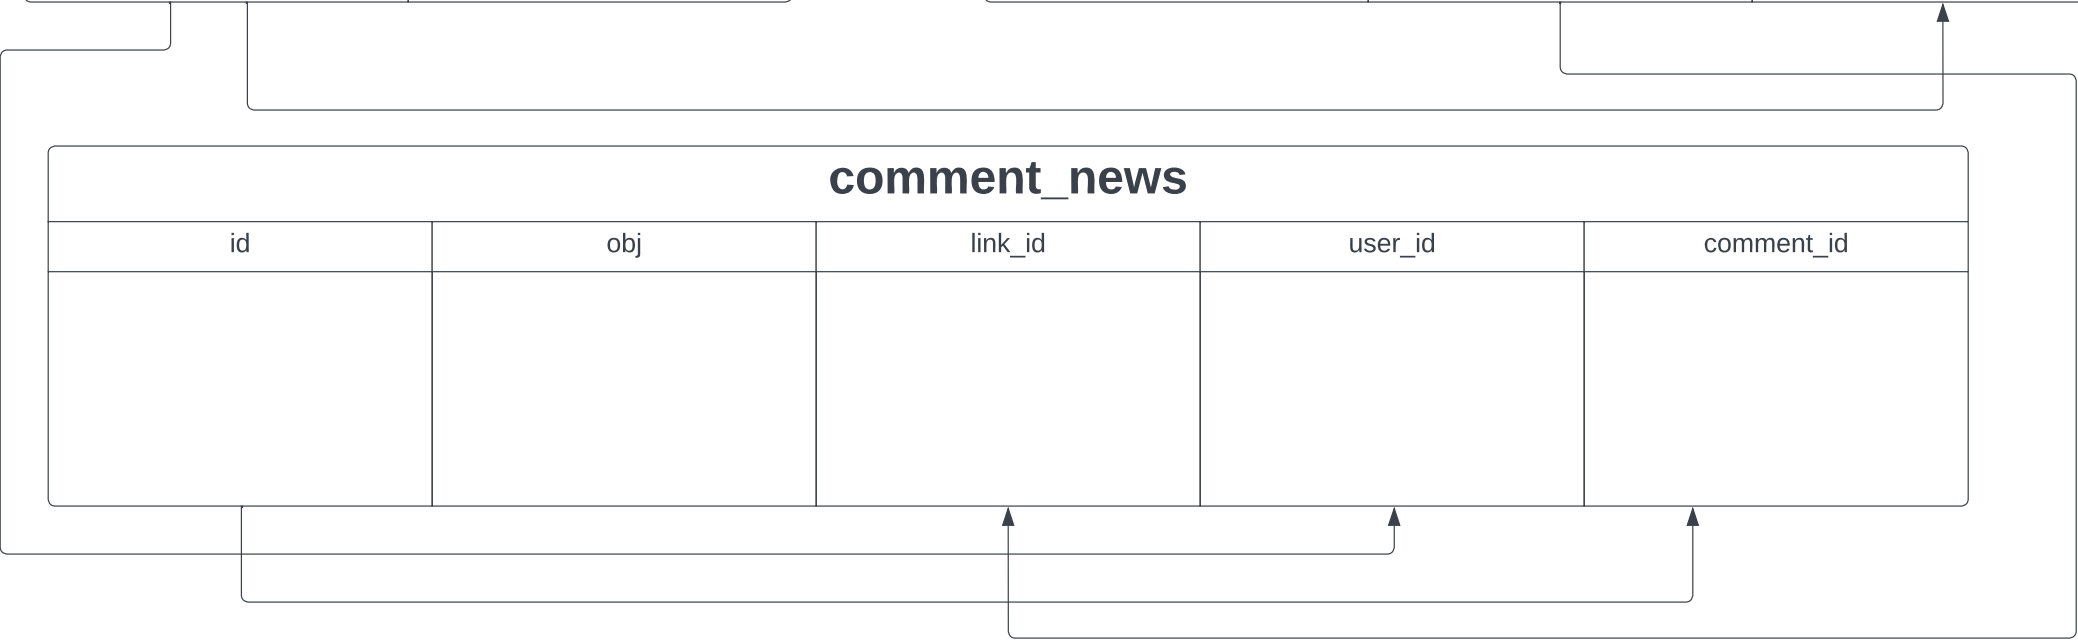 comment_news
id
obj
link_id
user_id
comment_id